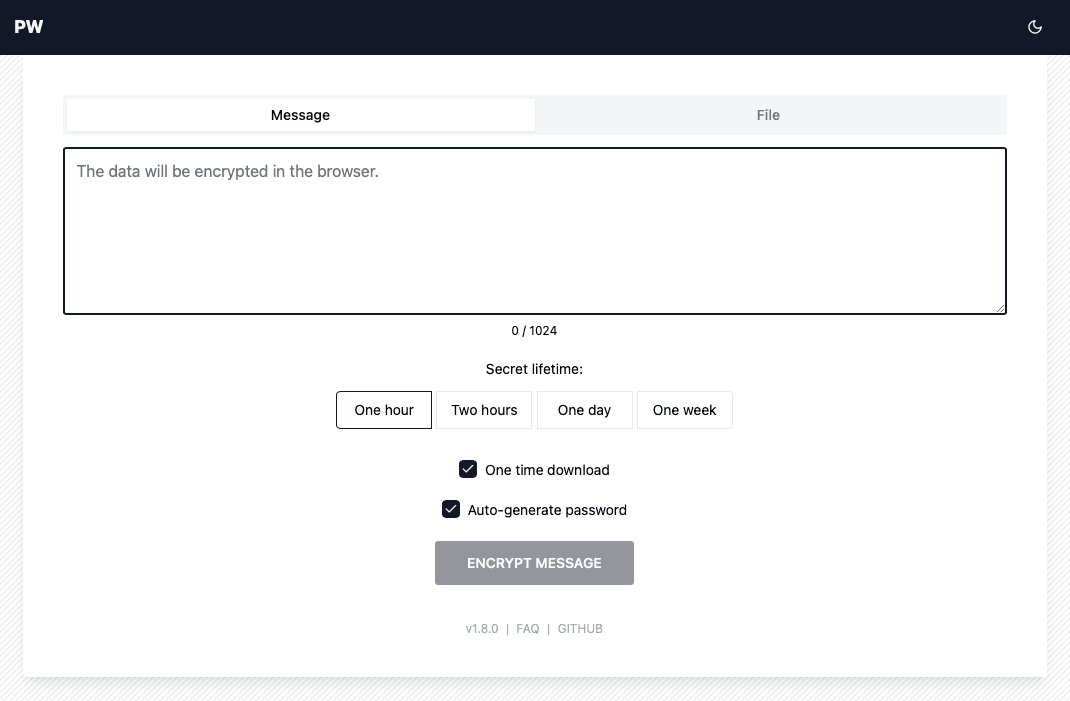 PW
Message File
The data will be encrypted in the browser.
0 / 1024
Secret lifetime:
One hour Two hours One day One week
One time download
Auto-generate password
ENCRYPT MESSAGE
v1.8.0 | FAQ | GITHUB